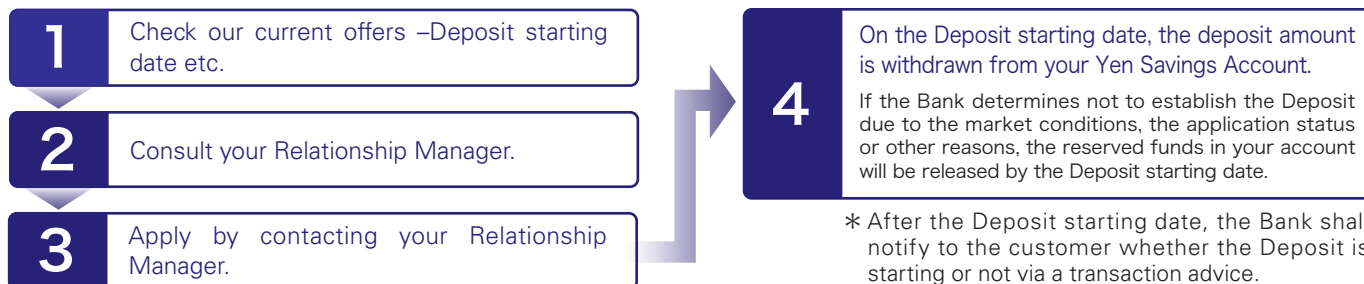 1
Check our current offers –Deposit starting
date etc.
2
Consult your Relationship Manager.
3
Apply by contacting your Relationship
Manager.
4
On the Deposit starting date, the deposit amount
is withdrawn from your Yen Savings Account.
If the Bank determines not to establish the Deposit
due to the market conditions, the application status
or other reasons, the reserved funds in your account
will be released by the Deposit starting date.
＊After the Deposit starting date, the Bank shal
notify to the customer whether the Deposit is
starting or not via a transaction advice.